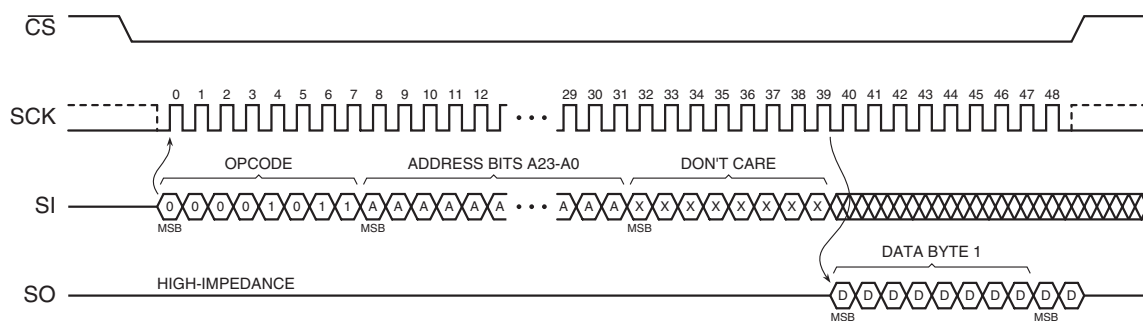 CS
0 1 2 3 4 5 6 7 8 9 10 11 12 29 30 31 32 33 34 35 36 37 38 39 40 41 42 43 44 45 46 47 48
SCK
OPCODE ADDRESS BITS A23-A0 DON'T CARE
SI 0 0 0 0 1 0 1 1 A A A A A A A A A X X X X X X X X
MSB MSB MSB
DATA BYTE 1
HIGH-IMPEDANCE
SO D D D D D D D D D D
MSB MSB